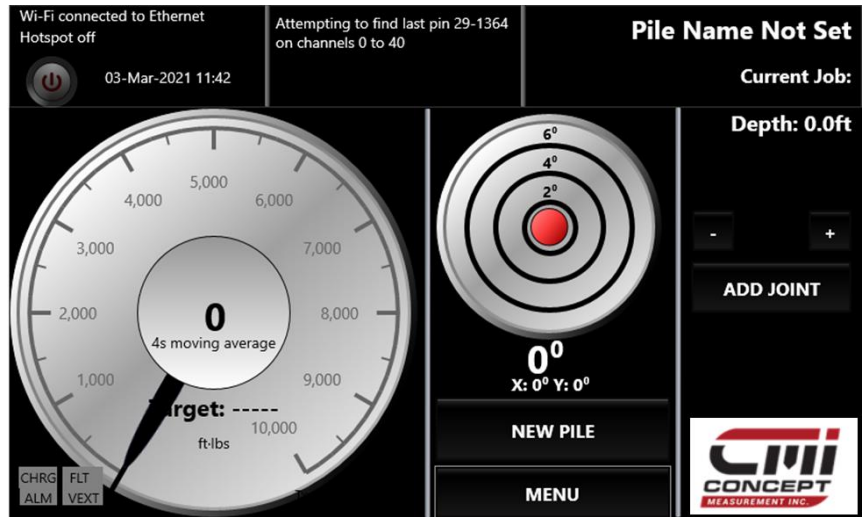 Wi-Fi connected to Ethernet
Hotspot off
03-Mar-2021 11:42
Attempting to find last pin 29-1364
on channels 0 to 40
Pile Name Not Set
Current Job:
5,000
4,000
6,000
3,000
7,000
2,000
8,000
1,000
9,000
10,000
0
4s moving average
Target: -----
ft·lbs
CHRG FLT
ALM VEXT
6⁰
4⁰
2⁰
0⁰
X: 0⁰ Y: 0⁰
NEW PILE
MENU
Depth: 0.0ft
- +
ADD JOINT
CMI
CONCEPT
MEASUREMENT INC.